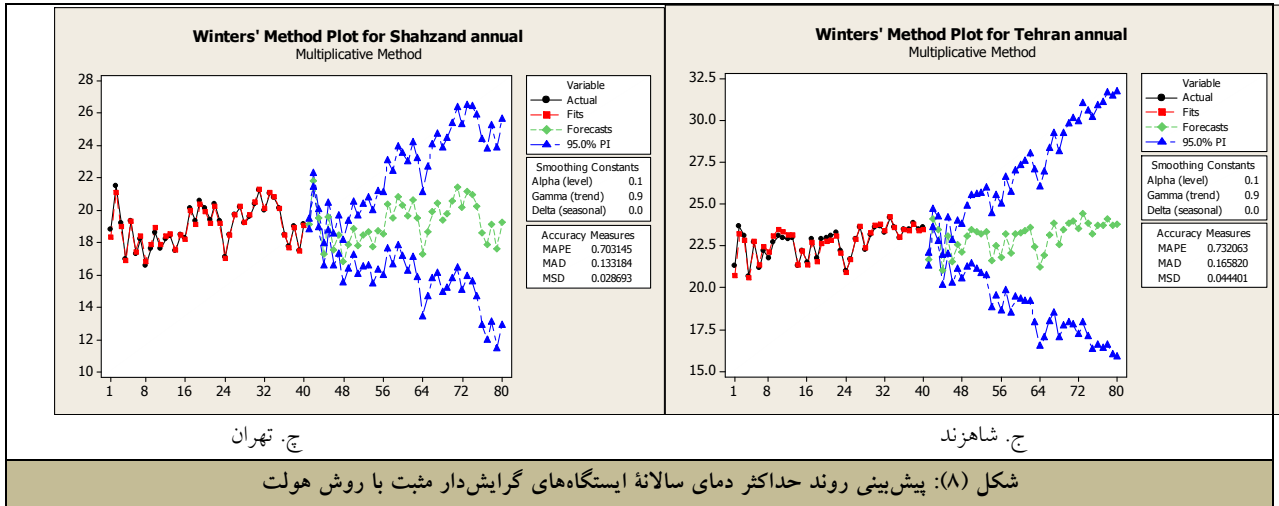 Winters' Method Plot for Shahzand annual
Multiplicative Method
28
26
24
22
20
18
16
14
12
10
1
8
16
24
32
40
48
56
64
72
80
Variable
Actual
Fits
Forecasts
95.0% PI
Smoothing Constants
Alpha (level) 0.1
Gamma (trend) 0.9
Delta (seasonal) 0.0
Accuracy Measures
MAPE 0.703145
MAD 0.133184
MSD 0.028693
Winters' Method Plot for Tehran annual
Multiplicative Method
32.5
30.0
27.5
25.0
22.5
20.0
17.5
15.0
1
8
16
24
32
40
48
56
64
72
80
Variable
Actual
Fits
Forecasts
95.0% PI
Smoothing Constants
Alpha (level) 0.1
Gamma (trend) 0.9
Delta (seasonal) 0.0
Accuracy Measures
MAPE 0.732063
MAD 0.165820
MSD 0.044401
ج. شاهزند
چ. تهران
شکل (۸): پیش‌بینی روند حداکثر دمای سالانۀ ایستگاه‌های گرایش‌دار مثبت با روش هولت